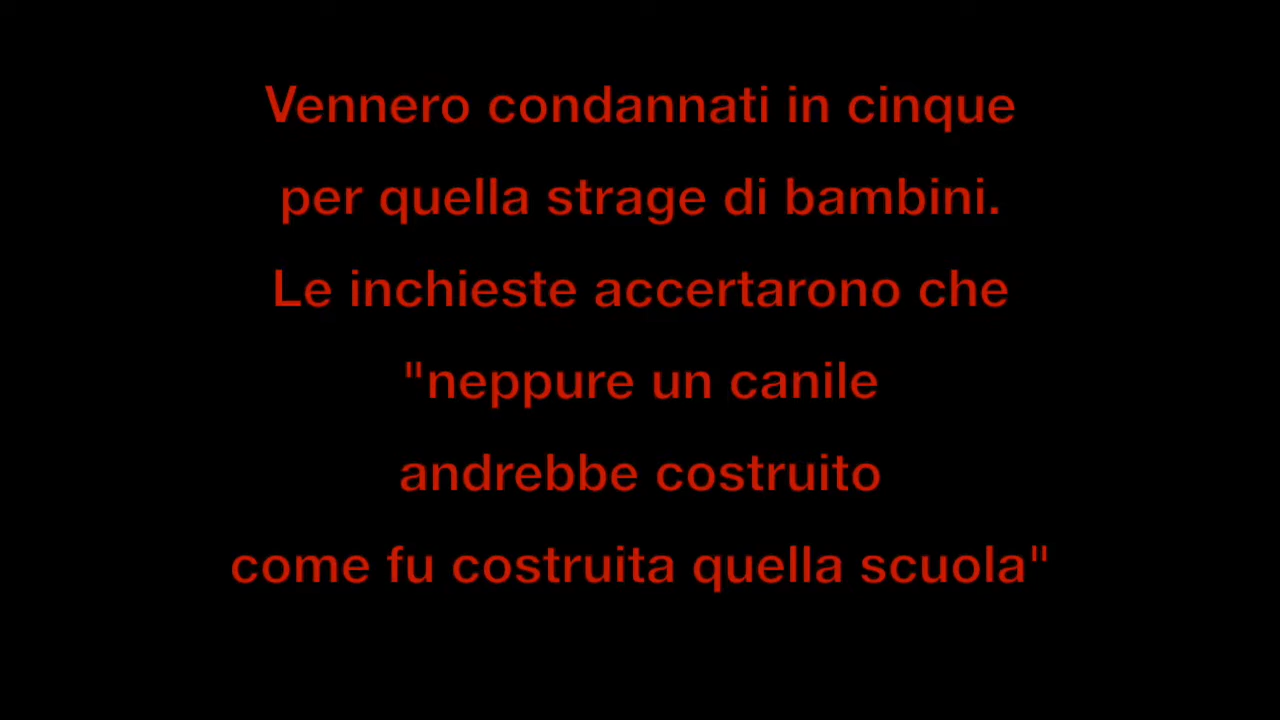 Vennero condannati in cinque
per quella strage di bambini.
Le inchieste accertarono che
"neppure un canile
andrebbe costruito
come fu costruita quella scuola"